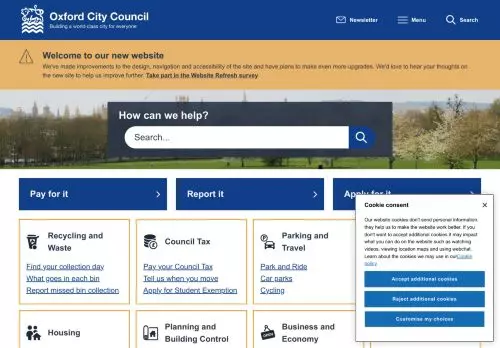 Oxford City Council
Building a world-class city for everyone
Newsletter
Menu
Search
Welcome to our new website
We've made improvements to the design, navigation and accessibility of the site and have plans to make even more upgrades. We'd love to hear your thoughts on
the new site to help us improve further. Take part in the Website Refresh survey
How can we help?
Search...
Pay for it
Report it
Apply for it
Cookie consent
Our website cookies don't send personal information,
they help us to make the website work better. If you
don't want to accept additional cookies it may impact
what you can do on the website such as watching
videos, viewing location maps and using webchat.
Learn about the cookies we may use in our Cookie
policy
Accept additional cookies
Reject additional cookies
Customise my choices
Recycling and
Waste
Find your collection day
What goes in each bin
Report missed bin collection
Council Tax
Pay your Council Tax
Tell us when you move
Apply for Student Exemption
Parking and
Travel
Park and Ride
Car parks
Cycling
Housing
Planning and
Building Control
OPEN
Business and
Economy